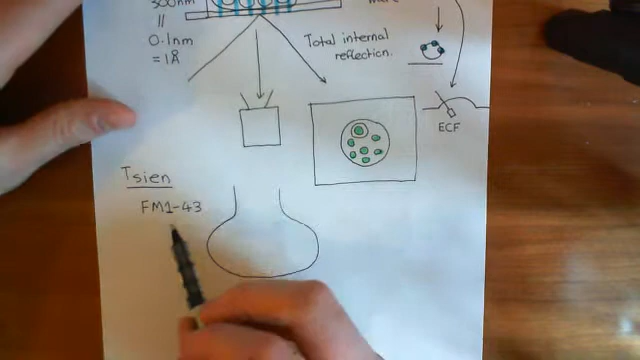 300nm
||
0.1nm
= 1Å
Total internal
reflection.
ECF
Tsien
FM1-43